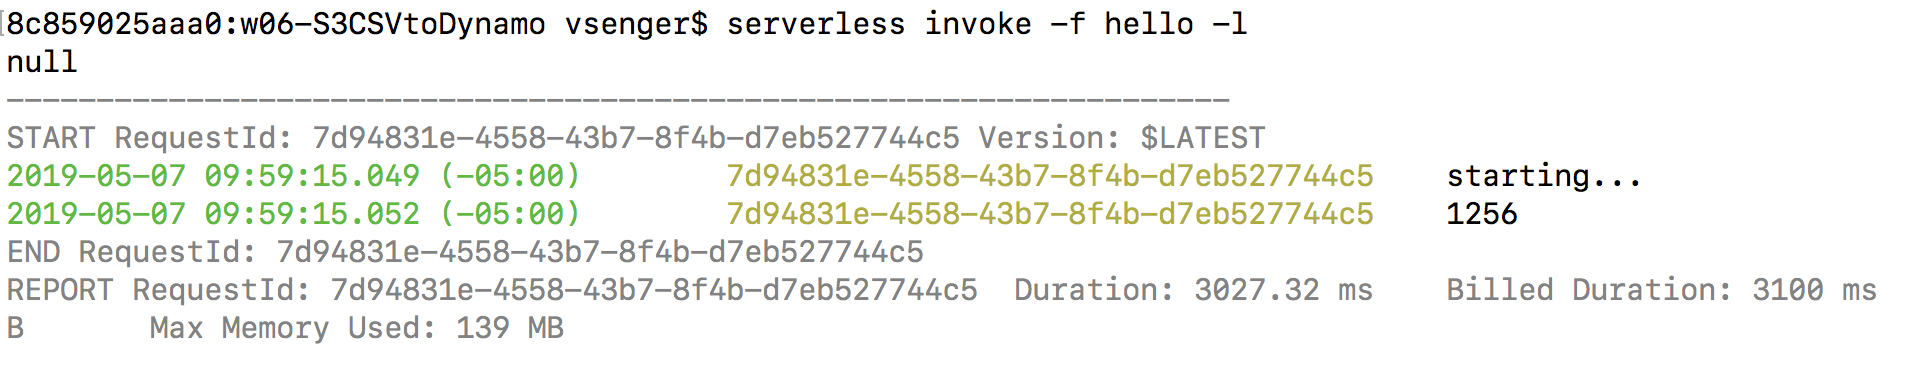 8c859025aaa0:w06-S3CSVtoDynamo vsenger$ serverless invoke -f hello -l
null
--------------------------------------------------------------------
START RequestId: 7d94831e-4558-43b7-8f4b-d7eb527744c5 Version: $LATEST
2019-05-07 09:59:15.049 (-05:00)        7d94831e-4558-43b7-8f4b-d7eb527744c5    starting...
2019-05-07 09:59:15.052 (-05:00)        7d94831e-4558-43b7-8f4b-d7eb527744c5    1256
END RequestId: 7d94831e-4558-43b7-8f4b-d7eb527744c5
REPORT RequestId: 7d94831e-4558-43b7-8f4b-d7eb527744c5  Duration: 3027.32 ms    Billed Duration: 3100 ms
B       Max Memory Used: 139 MB